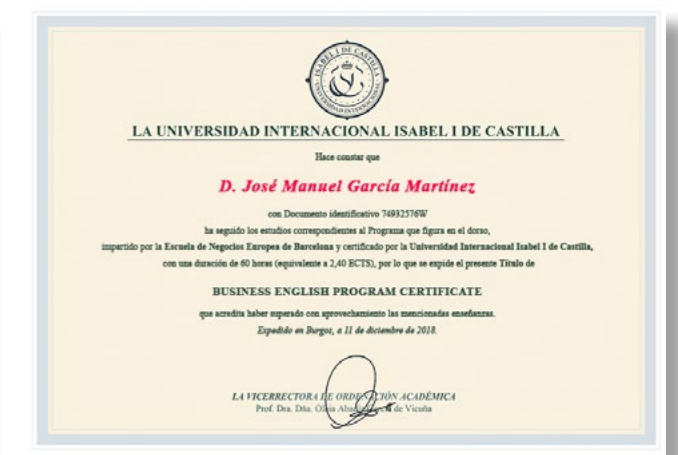 ISABEL I DE CASTILLA
UNIVERSIDAD INTERNACIONAL
LA UNIVERSIDAD INTERNACIONAL ISABEL I DE CASTILLA
Hace constar que
D. José Manuel García Martínez
con Documento identificativo 74932576W
ha seguido los estudios correspondientes al Programa que figura en el dorso,
impartido por la Escuela de Negocios Europea de Barcelona y certificado por la Universidad Internacional Isabel I de Castilla,
con una duración de 60 horas (equivalente a 2,40 ECTS), por lo que se expide el presente Título de
BUSINESS ENGLISH PROGRAM CERTIFICATE
que acredita haber superado con aprovechamiento las mencionadas enseñanzas.
Expedido en Burgos, a 11 de diciembre de 2018.
LA VICERRECTORA DE ORDENACIÓN ACADÉMICA
Prof. Dra. Dña. de Vicuña